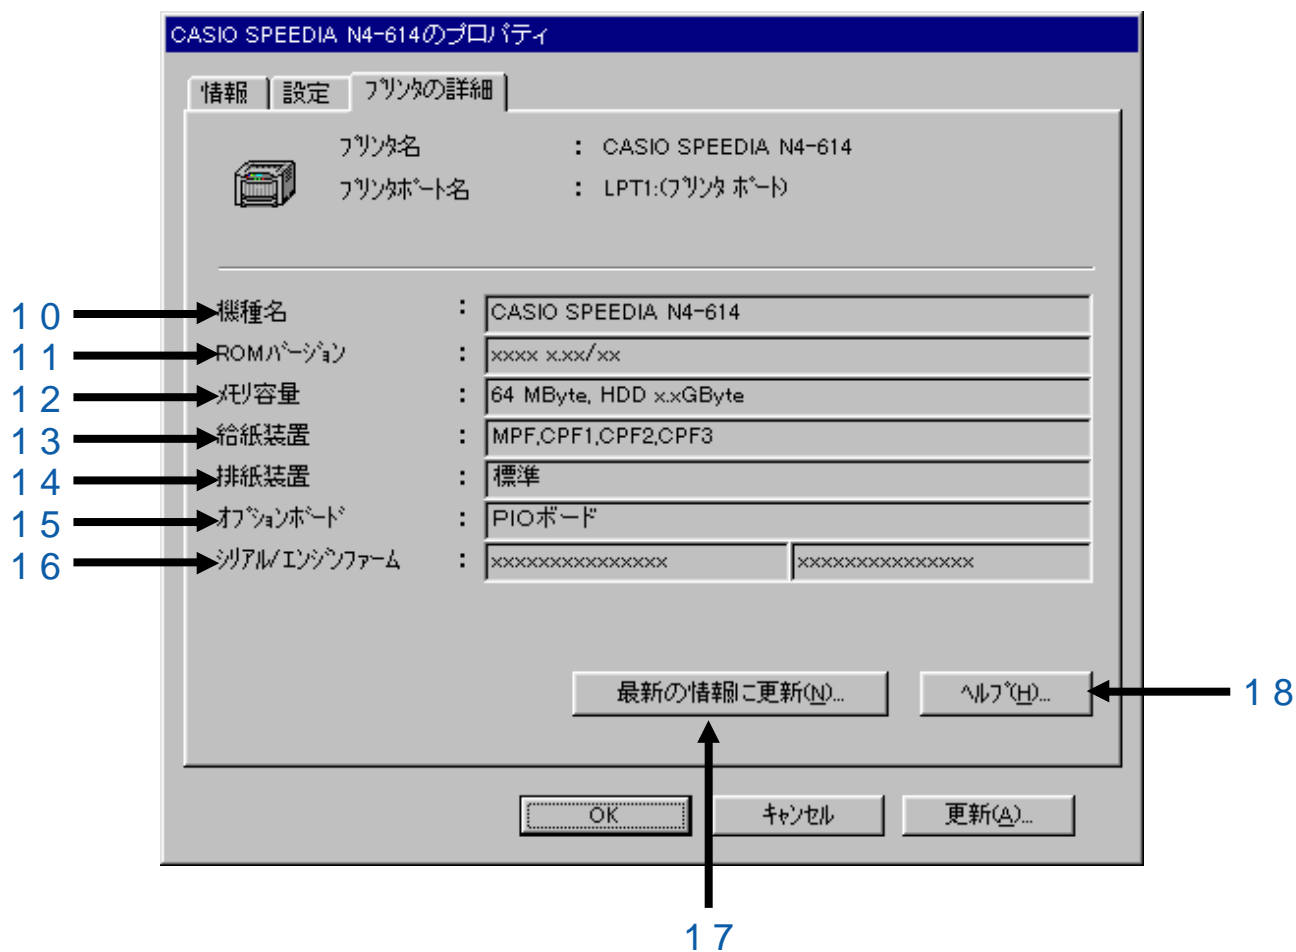 CASIO SPEEDIA N4-614のプロパティ
情報 設定 プリンタの詳細
プリンタ名 : CASIO SPEEDIA N4-614
プリンタポート名 : LPT1:(プリンタ ポート)
10 機種名 : CASIO SPEEDIA N4-614
11 ROMバージョン : xxxx x.xx/xx
12 メモリ容量 : 64 MByte, HDD x.xGByte
13 給紙装置 : MPF,CPF1,CPF2,CPF3
14 排紙装置 : 標準
15 オプションボード : PIOボード
16 シリアル/エンジンファーム : xxxxxxxxxxxxxxx xxxxxxxxxxxxxxx
最新の情報に更新(N)... ヘルプ(H)... 18
OK キャンセル 更新(A)...
17